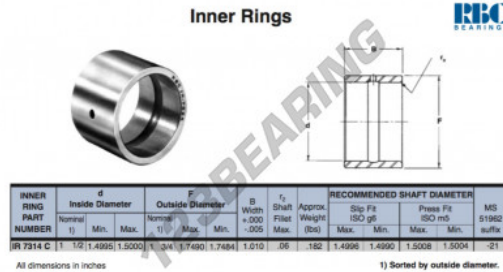 Inner Rings
RBC
BEARINGS
B
r₂
d
F
123BEARING
INNER RING PART NUMBER
d Inside Diameter
F Outside Diameter
B Width +.000 -.005
r₂ Shaft Fillet Max.
Approx. Weight (lbs)
RECOMMENDED SHAFT DIAMETER
Slip Fit ISO g6
Press Fit ISO m5
MS 51962 suffix
Nominal 1) Min. Max. Nominal 1) Max. Min. Max. Min. Max. Min.
IR 7314 C 1 1/2 1.4995 1.5000 1 3/4 1.7490 1.7484 1.010 .06 .182 1.4996 1.4990 1.5008 1.5004 -21
All dimensions in inches
1) Sorted by outside diameter.